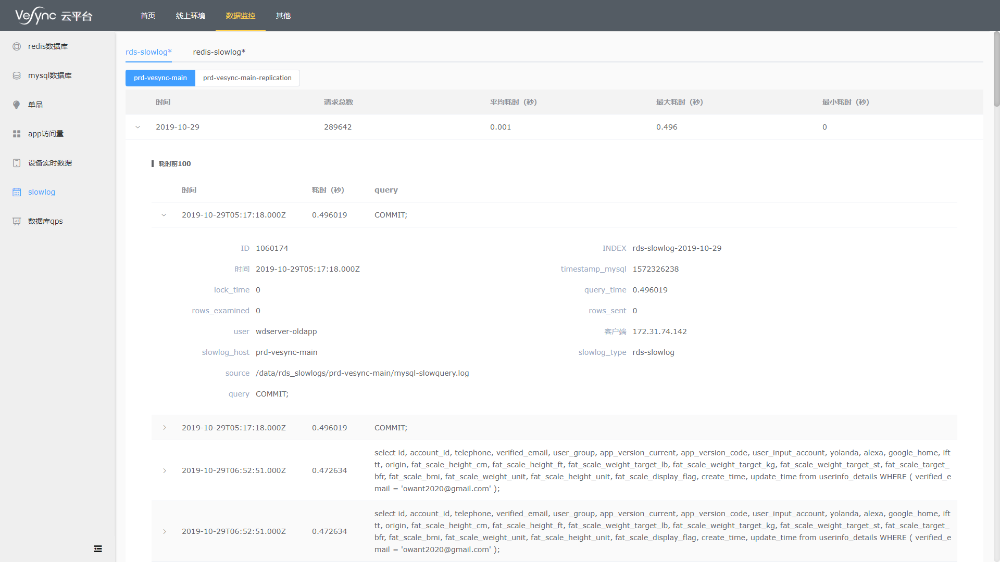 VeSync 云平台
首页 线上环境 数据监控 其他
redis数据库
mysql数据库
单品
app访问量
设备实时数据
slowlog
数据库qps
rds-slowlog* redis-slowlog*
prd-vesync-main prd-vesync-main-replication
时间 请求总数 平均耗时（秒） 最大耗时（秒） 最小耗时（秒）
2019-10-29 289642 0.001 0.496 0
耗时前100
时间 耗时（秒） query
2019-10-29T05:17:18.000Z 0.496019 COMMIT;
ID 1060174 INDEX rds-slowlog-2019-10-29
时间 2019-10-29T05:17:18.000Z timestamp_mysql 1572326238
lock_time 0 query_time 0.496019
rows_examined 0 rows_sent 0
user wdserver-oldapp 客户端 172.31.74.142
slowlog_host prd-vesync-main slowlog_type rds-slowlog
source /data/rds_slowlogs/prd-vesync-main/mysql-slowquery.log
query COMMIT;
2019-10-29T05:17:18.000Z 0.496019 COMMIT;
2019-10-29T06:52:51.000Z 0.472634
select id, account_id, telephone, verified_email, user_group, app_version_current, app_version_code, user_input_account, yolanda, alexa, google_home, ift
tt, origin, fat_scale_height_cm, fat_scale_height_ft, fat_scale_weight_target_lb, fat_scale_weight_target_kg, fat_scale_weight_target_st, fat_scale_target_
bfr, fat_scale_bmi, fat_scale_weight_unit, fat_scale_height_unit, fat_scale_display_flag, create_time, update_time from userinfo_details WHERE ( verified_e
mail = 'owant2020@gmail.com' );
2019-10-29T06:52:51.000Z 0.472634
select id, account_id, telephone, verified_email, user_group, app_version_current, app_version_code, user_input_account, yolanda, alexa, google_home, ift
tt, origin, fat_scale_height_cm, fat_scale_height_ft, fat_scale_weight_target_lb, fat_scale_weight_target_kg, fat_scale_weight_target_st, fat_scale_target_
bfr, fat_scale_bmi, fat_scale_weight_unit, fat_scale_height_unit, fat_scale_display_flag, create_time, update_time from userinfo_details WHERE ( verified_e
mail = 'owant2020@gmail.com' );